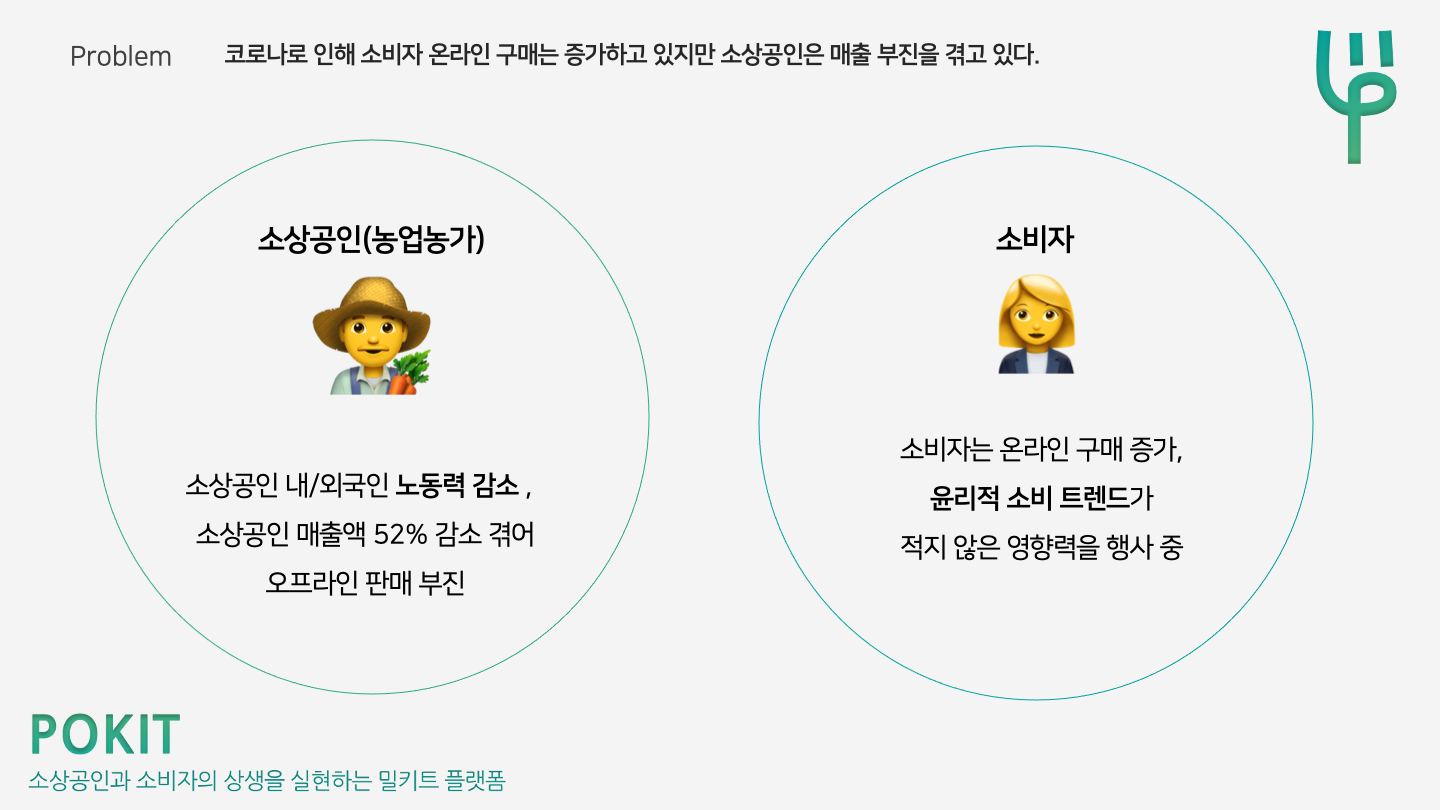 Problem
코로나로 인해 소비자 온라인 구매는 증가하고 있지만 소상공인은 매출 부진을 겪고 있다.
소상공인(농업농가)
소상공인 내/외국인 노동력 감소 ,
소상공인 매출액 52% 감소 겪어
오프라인 판매 부진
소비자
소비자는 온라인 구매 증가,
윤리적 소비 트렌드가
적지 않은 영향력을 행사 중
POKIT
소상공인과 소비자의 상생을 실현하는 밀키트 플랫폼